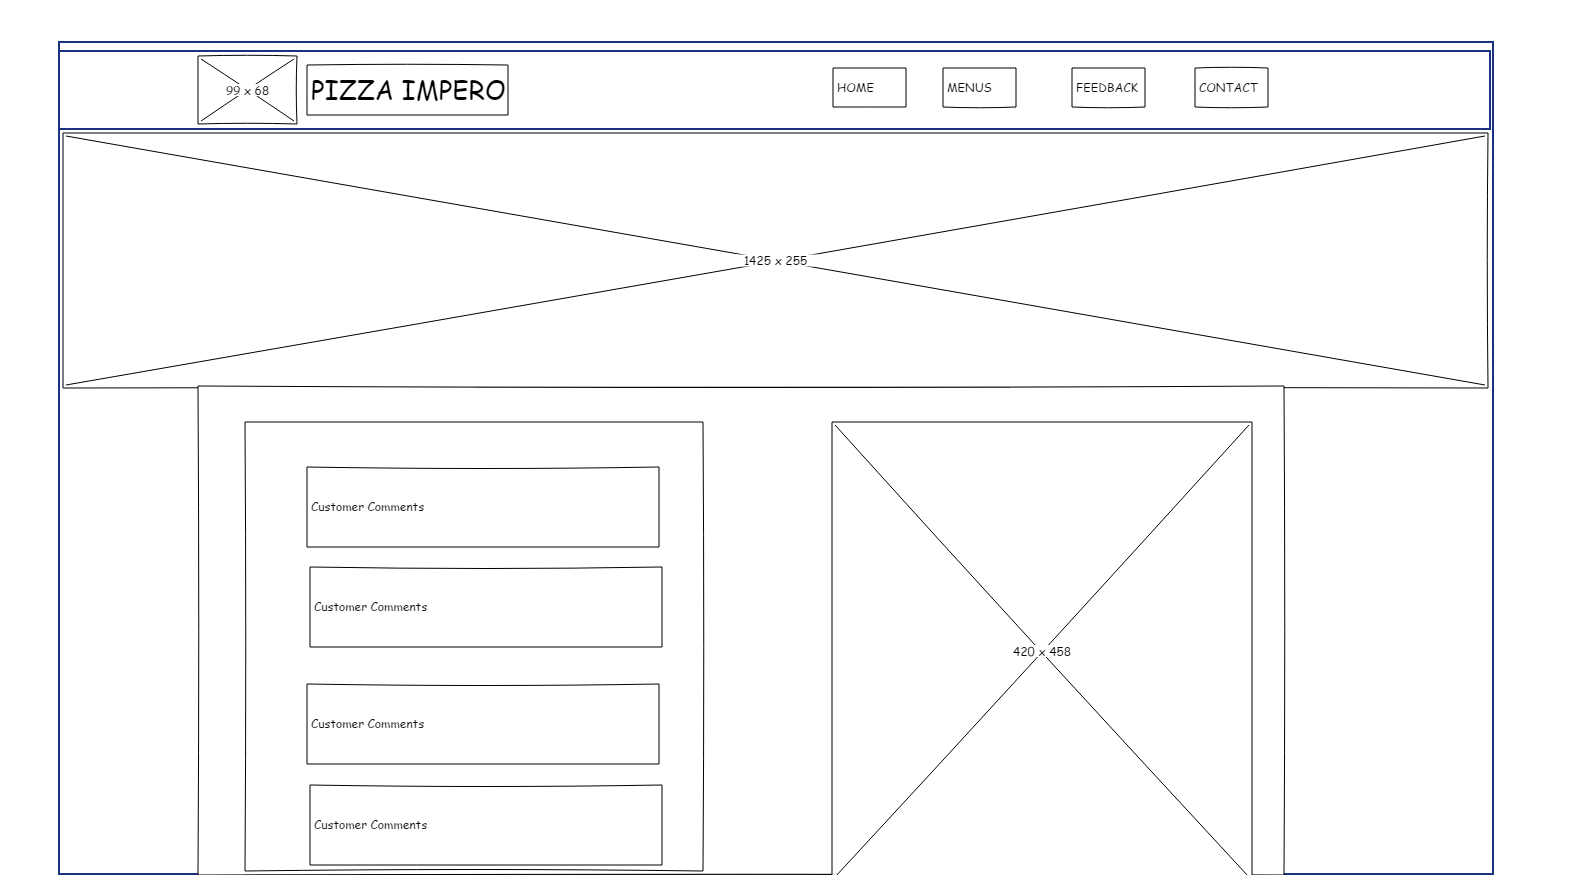 99 x 68
PIZZA IMPERO
HOME
MENUS
FEEDBACK
CONTACT
1425 x 255
Customer Comments
Customer Comments
420 x 458
Customer Comments
Customer Comments